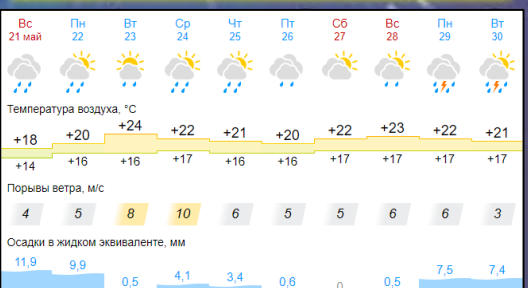 Вс Пн Вт Ср Чт Пт Сб Вс Пн Вт
21 май 22 23 24 25 26 27 28 29 30
Температура воздуха, °C
+18 +20 +24 +22 +21 +20 +22 +23 +22 +21
+14 +16 +16 +17 +16 +16 +17 +17 +16 +17
Порывы ветра, м/с
4 5 8 10 6 5 5 6 6 3
Осадки в жидком эквиваленте, мм
11,9 9,9 0,5 4,1 3,4 0,6 0 0,5 7,5 7,4